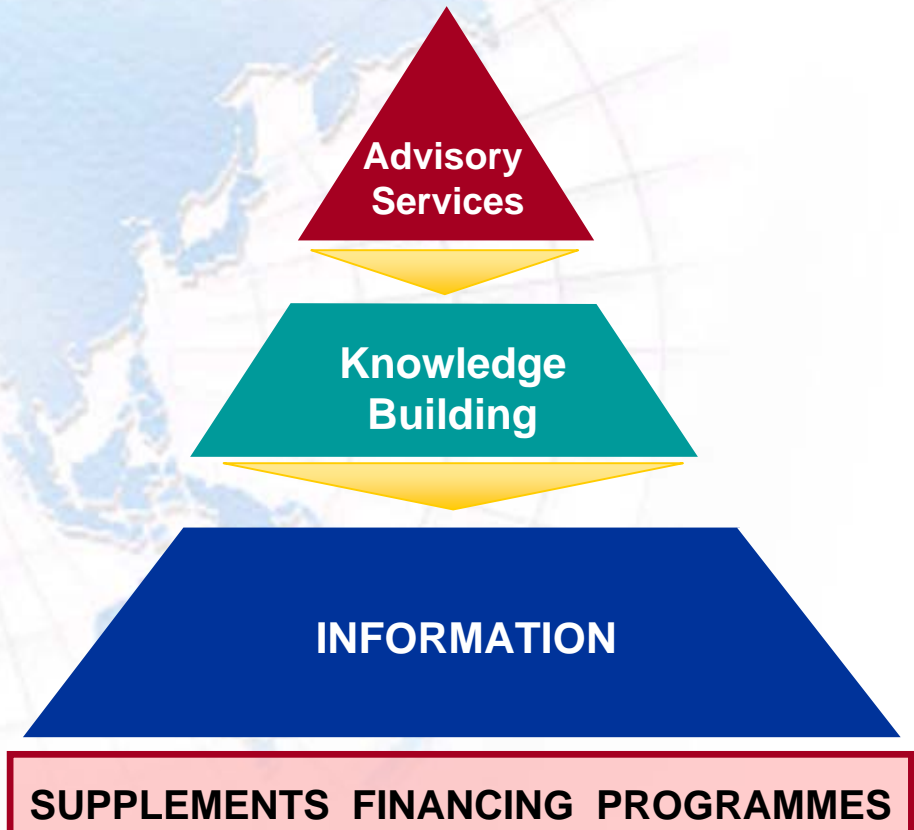 Advisory
Services
Knowledge
Building
INFORMATION
SUPPLEMENTS FINANCING PROGRAMMES